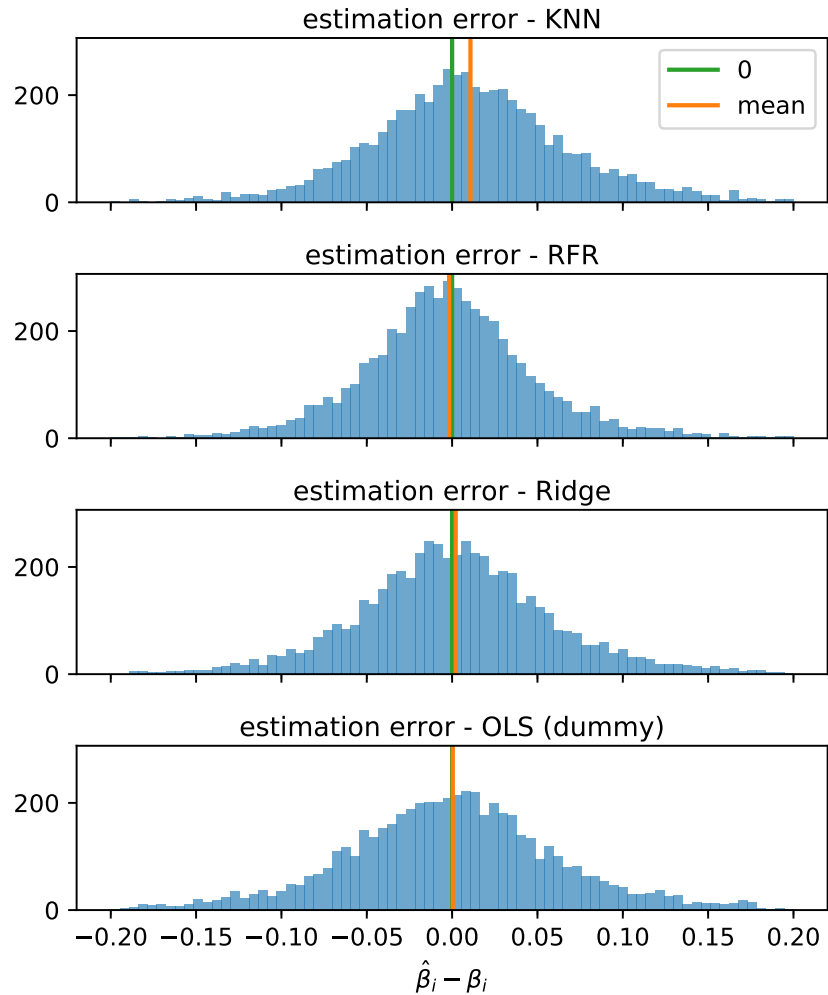 estimation error - KNN
0
mean
200
0
estimation error - RFR
200
0
estimation error - Ridge
200
0
estimation error - OLS (dummy)
200
0
−0.20 −0.15 −0.10 −0.05 0.00 0.05 0.10 0.15 0.20
β̂ᵢ − βᵢ